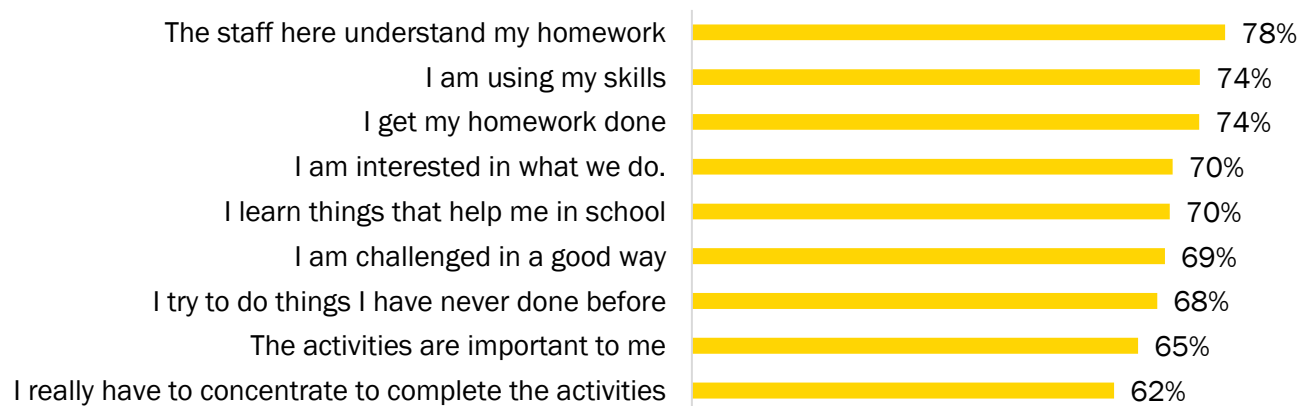 The staff here understand my homework 78%
I am using my skills 74%
I get my homework done 74%
I am interested in what we do. 70%
I learn things that help me in school 70%
I am challenged in a good way 69%
I try to do things I have never done before 68%
The activities are important to me 65%
I really have to concentrate to complete the activities 62%